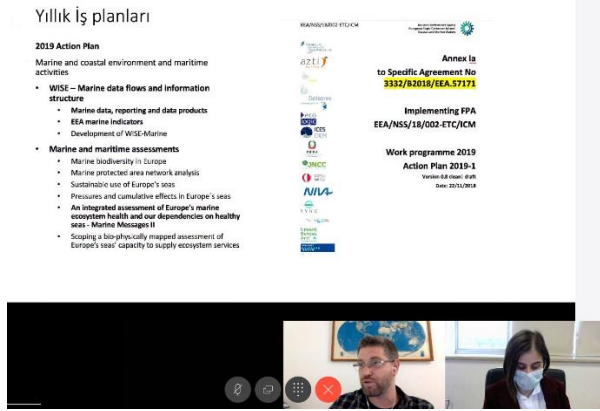 Yıllık İş planları
2019 Action Plan
Marine and coastal environment and maritime
activities
• WISE – Marine data flows and information
structure
• Marine data, reporting and data products
• EEA marine indicators
• Development of WISE-Marine
• Marine and maritime assessments
• Marine biodiversity in Europe
• Marine protected area network analysis
• Sustainable use of Europe's seas
• Pressures and cumulative effects in Europe's seas
• An integrated assessment of Europe's marine
ecosystem health and our dependencies on healthy
seas - Marine Messages II
• Scoping a bio-physically mapped assessment of
Europe's seas' capacity to supply ecosystem services
EEA/NSS/18/002-ETC/ICM
Annex Ia
to Specific Agreement No
3332/B2018/EEA.57171
Implementing FPA
EEA/NSS/18/002-ETC/ICM
Work programme 2019
Action Plan 2019-1
Version 0.8 clean: draft
Date: 22/11/2018
azti
Deltares
ICES
JNCC
NIVA